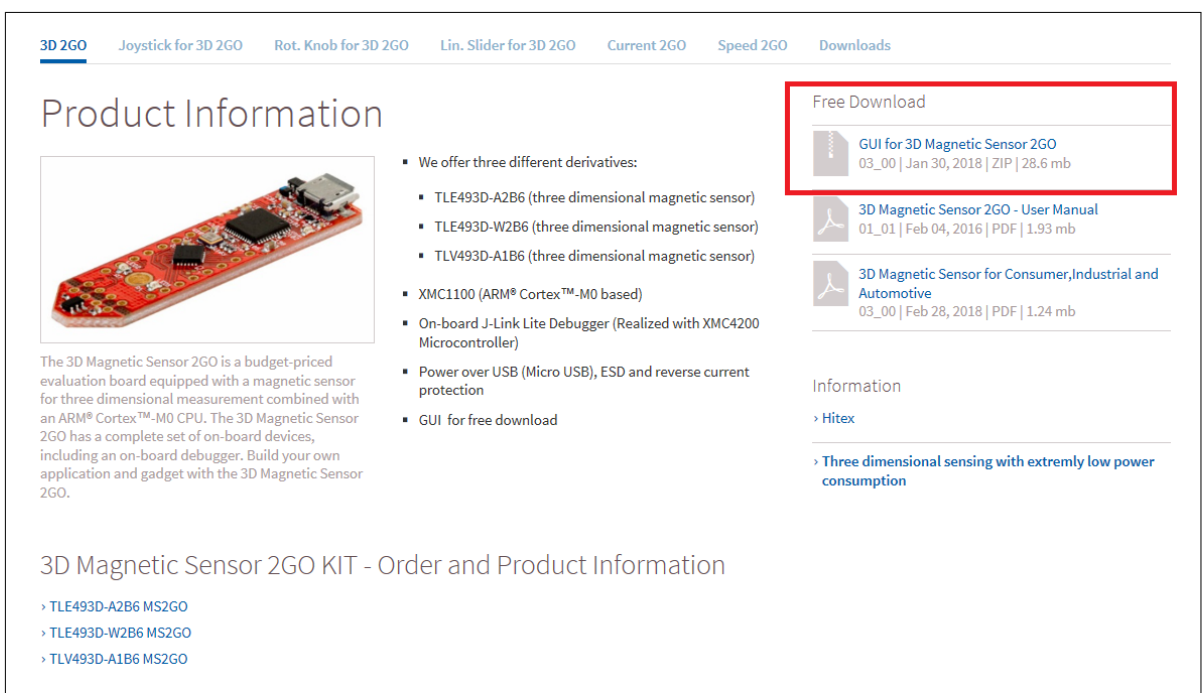 3D 2GO Joystick for 3D 2GO Rot. Knob for 3D 2GO Lin. Slider for 3D 2GO Current 2GO Speed 2GO Downloads
Product Information
The 3D Magnetic Sensor 2GO is a budget-priced
evaluation board equipped with a magnetic sensor
for three dimensional measurement combined with
an ARM® Cortex™-M0 CPU. The 3D Magnetic Sensor
2GO has a complete set of on-board devices,
including an on-board debugger. Build your own
application and gadget with the 3D Magnetic Sensor
2GO.
▪ We offer three different derivatives:
▪ TLE493D-A2B6 (three dimensional magnetic sensor)
▪ TLE493D-W2B6 (three dimensional magnetic sensor)
▪ TLV493D-A1B6 (three dimensional magnetic sensor)
▪ XMC1100 (ARM® Cortex™-M0 based)
▪ On-board J-Link Lite Debugger (Realized with XMC4200
Microcontroller)
▪ Power over USB (Micro USB), ESD and reverse current
protection
▪ GUI for free download
Free Download
GUI for 3D Magnetic Sensor 2GO
03_00 | Jan 30, 2018 | ZIP | 28.6 mb
3D Magnetic Sensor 2GO - User Manual
01_01 | Feb 04, 2016 | PDF | 1.93 mb
3D Magnetic Sensor for Consumer,Industrial and
Automotive
03_00 | Feb 28, 2018 | PDF | 1.24 mb
Information
› Hitex
› Three dimensional sensing with extremly low power
consumption
3D Magnetic Sensor 2GO KIT - Order and Product Information
› TLE493D-A2B6 MS2GO
› TLE493D-W2B6 MS2GO
› TLV493D-A1B6 MS2GO